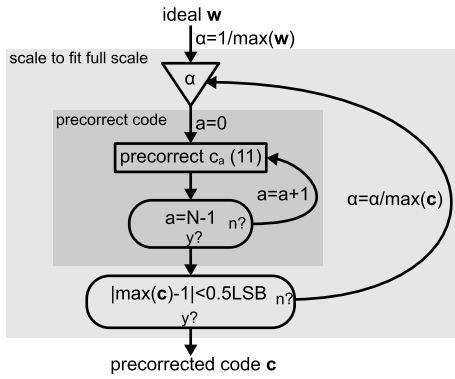 ideal w
α=1/max(w)
scale to fit full scale
α
a=0
precorrect code
precorrect cₐ (11)
a=a+1
α=α/max(c)
a=N-1
n?
y?
|max(c)-1|<0.5LSB
n?
y?
precorrected code c